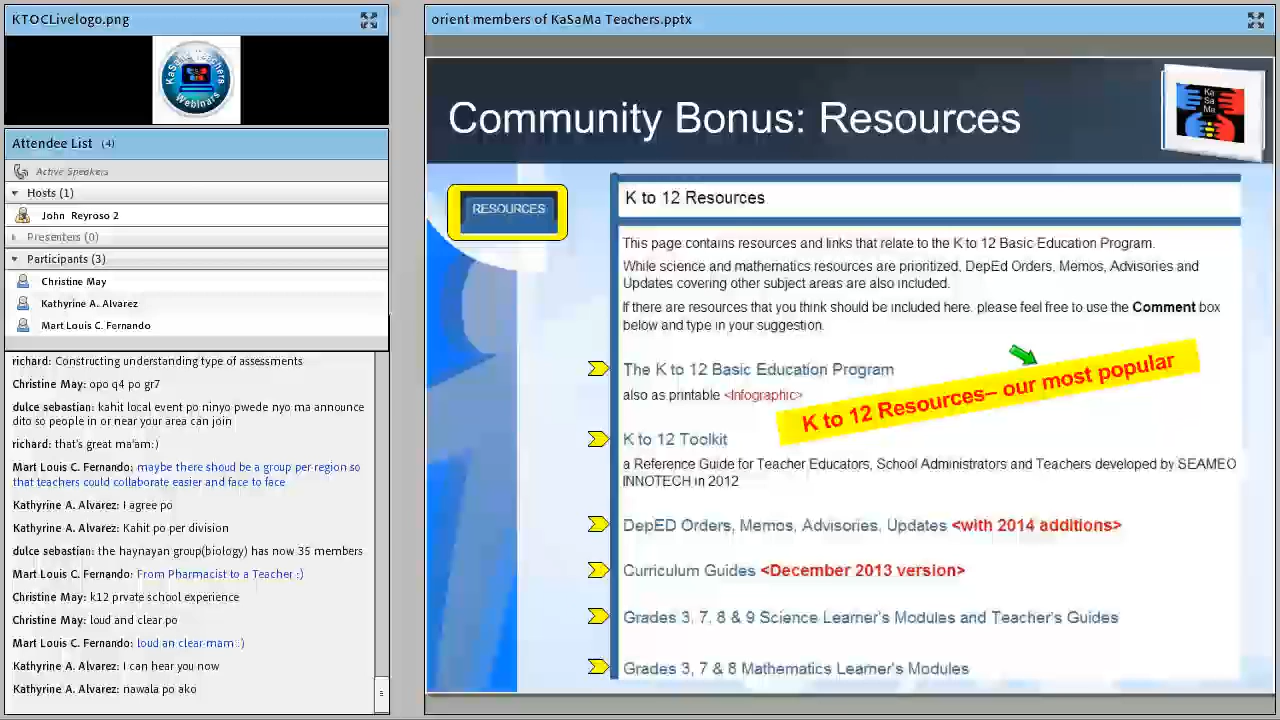 KTOCLivelogo.png
KaSaMa Teachers
Webinars
Attendee List (4)
Active Speakers
Hosts (1)
John Reyroso 2
Presenters (0)
Participants (3)
Christine May
Kathyrine A. Alvarez
Mart Louis C. Fernando
richard: Constructing understanding type of assessments
Christine May: opo q4 po gr7
dulce sebastian: kahit local event po ninyo pwede nyo ma announce
dito so people in or near your area can join
richard: that's great ma'am:)
Mart Louis C. Fernando: maybe there shoud be a group per region so
that teachers could collaborate easier and face to face
Kathyrine A. Alvarez: I agree po
Kathyrine A. Alvarez: Kahit po per division
dulce sebastian: the haynayan group(biology) has now 35 members
Mart Louis C. Fernando: From Pharmacist to a Teacher :)
Christine May: k12 prvate school experience
Christine May: loud and clear po
Mart Louis C. Fernando: loud an clear mam :)
Kathyrine A. Alvarez: I can hear you now
Kathyrine A. Alvarez: nawala po ako
orient members of KaSaMa Teachers.pptx
Community Bonus: Resources
Ka
Sa
Ma
RESOURCES
K to 12 Resources
This page contains resources and links that relate to the K to 12 Basic Education Program.
While science and mathematics resources are prioritized, DepEd Orders, Memos, Advisories and
Updates covering other subject areas are also included.
If there are resources that you think should be included here, please feel free to use the Comment box
below and type in your suggestion.
The K to 12 Basic Education Program
also as printable <Infographic>
K to 12 Resources– our most popular
K to 12 Toolkit
a Reference Guide for Teacher Educators, School Administrators and Teachers developed by SEAMEO
INNOTECH in 2012
DepED Orders, Memos, Advisories, Updates <with 2014 additions>
Curriculum Guides <December 2013 version>
Grades 3, 7, 8 & 9 Science Learner's Modules and Teacher's Guides
Grades 3, 7 & 8 Mathematics Learner's Modules